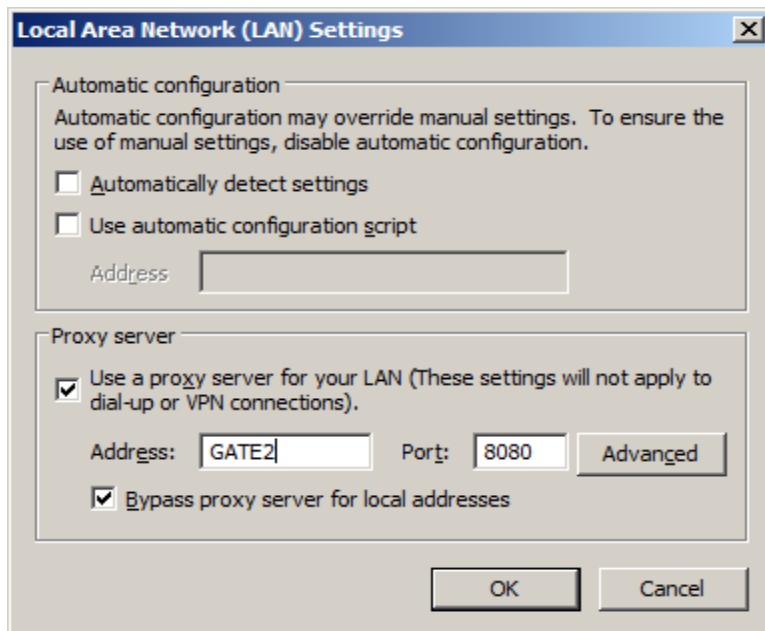 Local Area Network (LAN) Settings
Automatic configuration
Automatic configuration may override manual settings. To ensure the
use of manual settings, disable automatic configuration.
Automatically detect settings
Use automatic configuration script
Address
Proxy server
Use a proxy server for your LAN (These settings will not apply to
dial-up or VPN connections).
Address: GATE2 Port: 8080 Advanced
Bypass proxy server for local addresses
OK Cancel